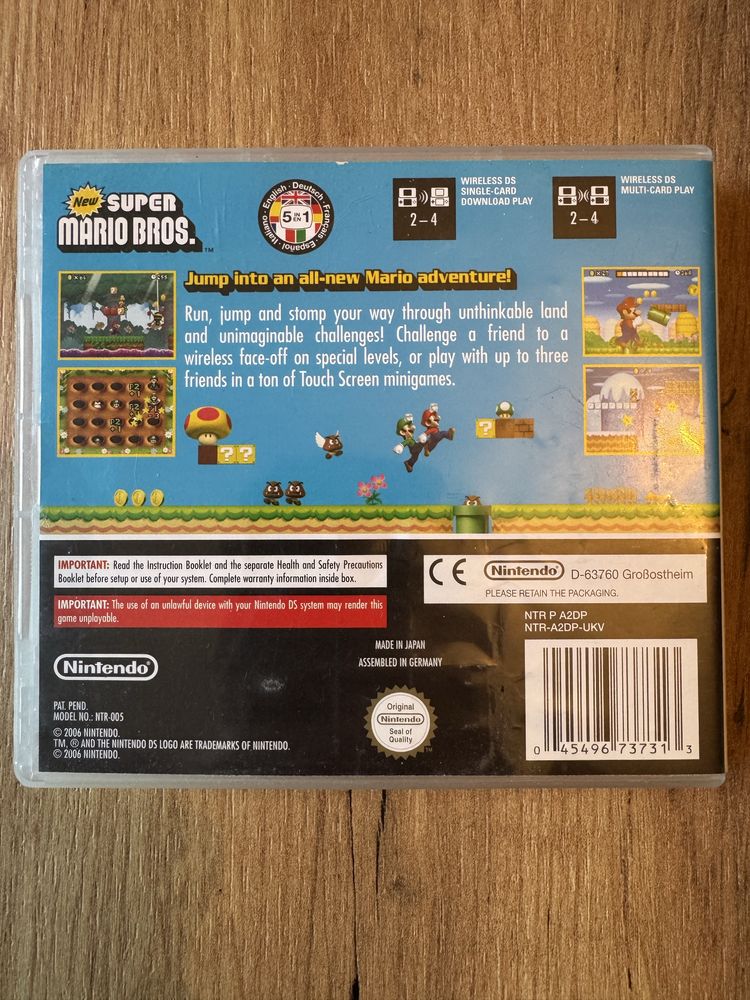 New SUPER
MARIO BROS.™
English · Deutsch · Français · Español · Italiano
5 IN EN 1
WIRELESS DS
SINGLE-CARD
DOWNLOAD PLAY
2-4
WIRELESS DS
MULTI-CARD PLAY
2-4
Jump into an all-new Mario adventure!
Run, jump and stomp your way through unthinkable land
and unimaginable challenges! Challenge a friend to a
wireless face-off on special levels, or play with up to three
friends in a ton of Touch Screen minigames.
IMPORTANT: Read the Instruction Booklet and the separate Health and Safety Precautions
Booklet before setup or use of your system. Complete warranty information inside box.
IMPORTANT: The use of an unlawful device with your Nintendo DS system may render this
game unplayable.
CE Nintendo® D-63760 Großostheim
PLEASE RETAIN THE PACKAGING.
NTR P A2DP
NTR-A2DP-UKV
Nintendo®
MADE IN JAPAN
ASSEMBLED IN GERMANY
PAT. PEND.
MODEL NO.: NTR-005
© 2006 NINTENDO.
TM, ® AND THE NINTENDO DS LOGO ARE TRADEMARKS OF NINTENDO.
© 2006 NINTENDO.
Original
Nintendo
Seal of
Quality
TM
0 45496 73731 3